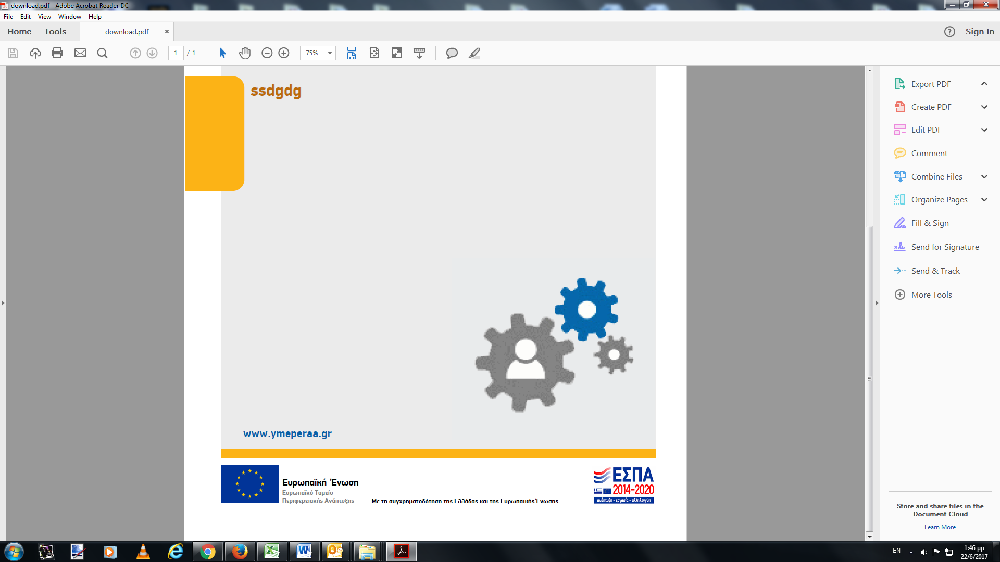 download.pdf - Adobe Acrobat Reader DC
File Edit View Window Help
Home Tools download.pdf × Sign In
1 / 1 75%
ssdgdg
www.ymeperaa.gr
Ευρωπαϊκή Ένωση
Ευρωπαϊκό Ταμείο
Περιφερειακής Ανάπτυξης
Με τη συγχρηματοδότηση της Ελλάδας και της Ευρωπαϊκής Ένωσης
ΕΣΠΑ
2014-2020
ανάπτυξη - εργασία - αλληλεγγύη
Export PDF
Create PDF
Edit PDF
Comment
Combine Files
Organize Pages
Fill & Sign
Send for Signature
Send & Track
More Tools
Store and share files in the
Document Cloud
Learn More
EN
1:46 μμ
22/6/2017